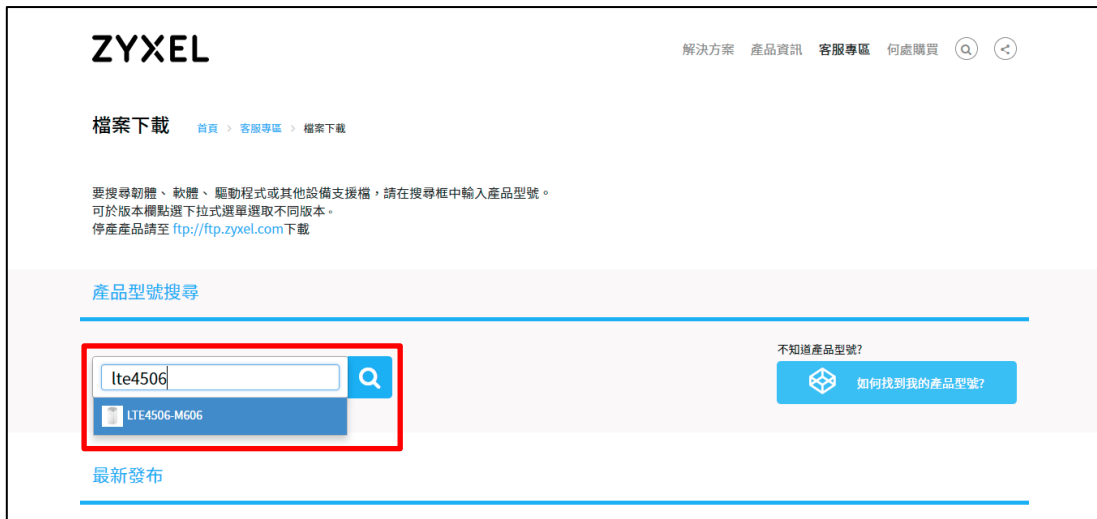 ZYXEL
解決方案 產品資訊 客服專區 何處購買
檔案下載 首頁 > 客服專區 > 檔案下載
要搜尋韌體、 軟體、 驅動程式或其他設備支援檔，請在搜尋框中輸入產品型號。
可於版本欄點選下拉式選單選取不同版本。
停產產品請至 ftp://ftp.zyxel.com下載
產品型號搜尋
不知道產品型號?
lte4506
如何找到我的產品型號?
LTE4506-M606
最新發布